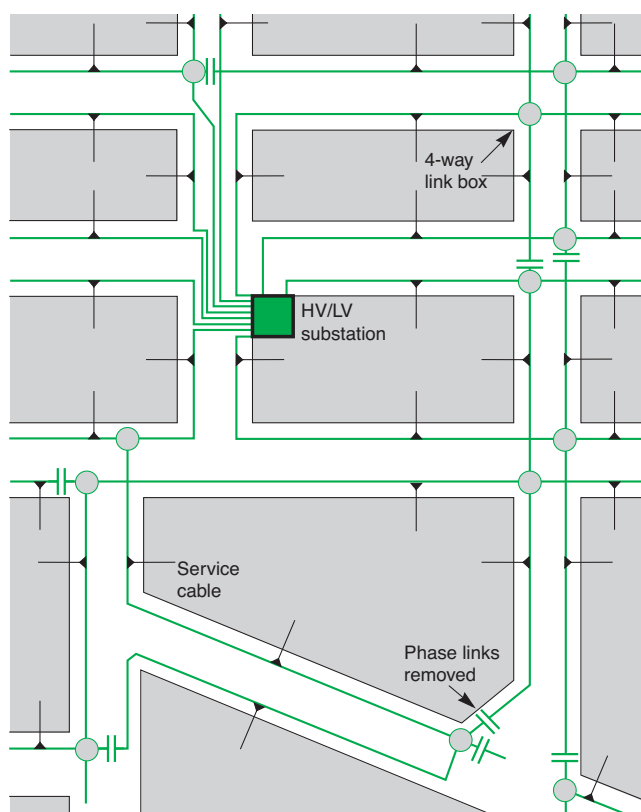 4-way
link box
HV/LV
substation
Service
cable
Phase links
removed